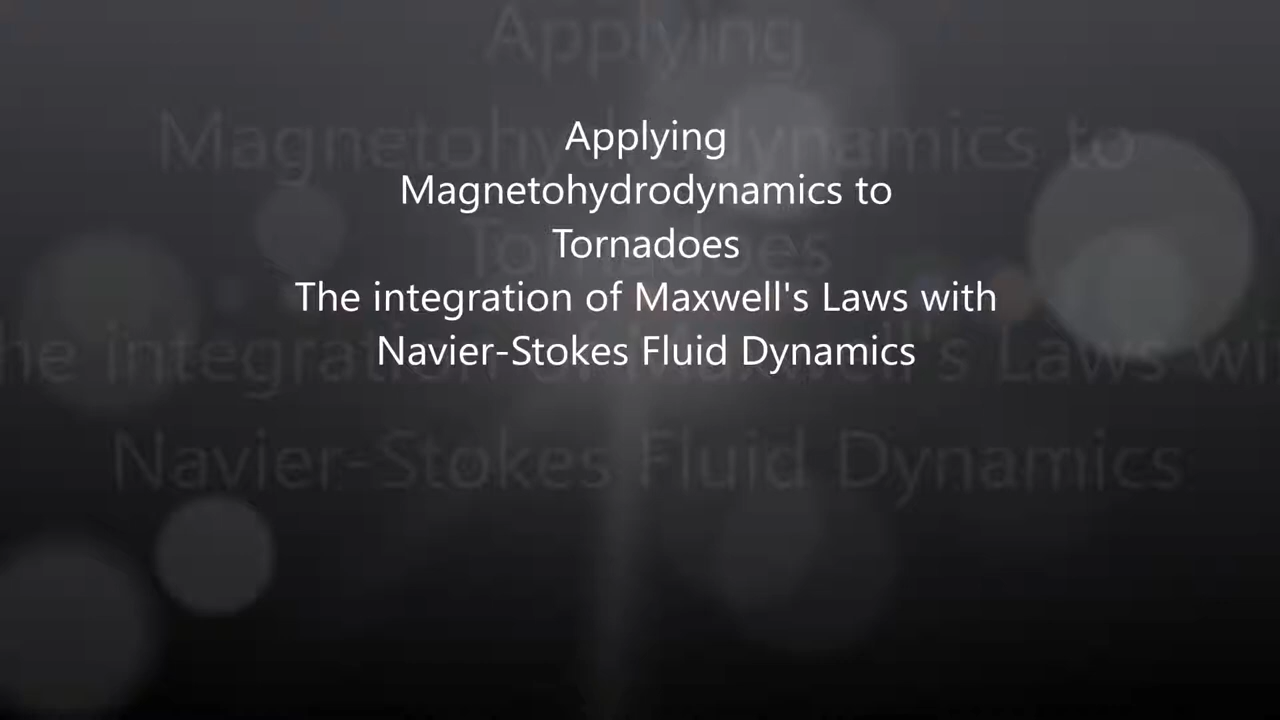 Applying
Magnetohydrodynamics to
Tornadoes
The integration of Maxwell's Laws with
Navier-Stokes Fluid Dynamics